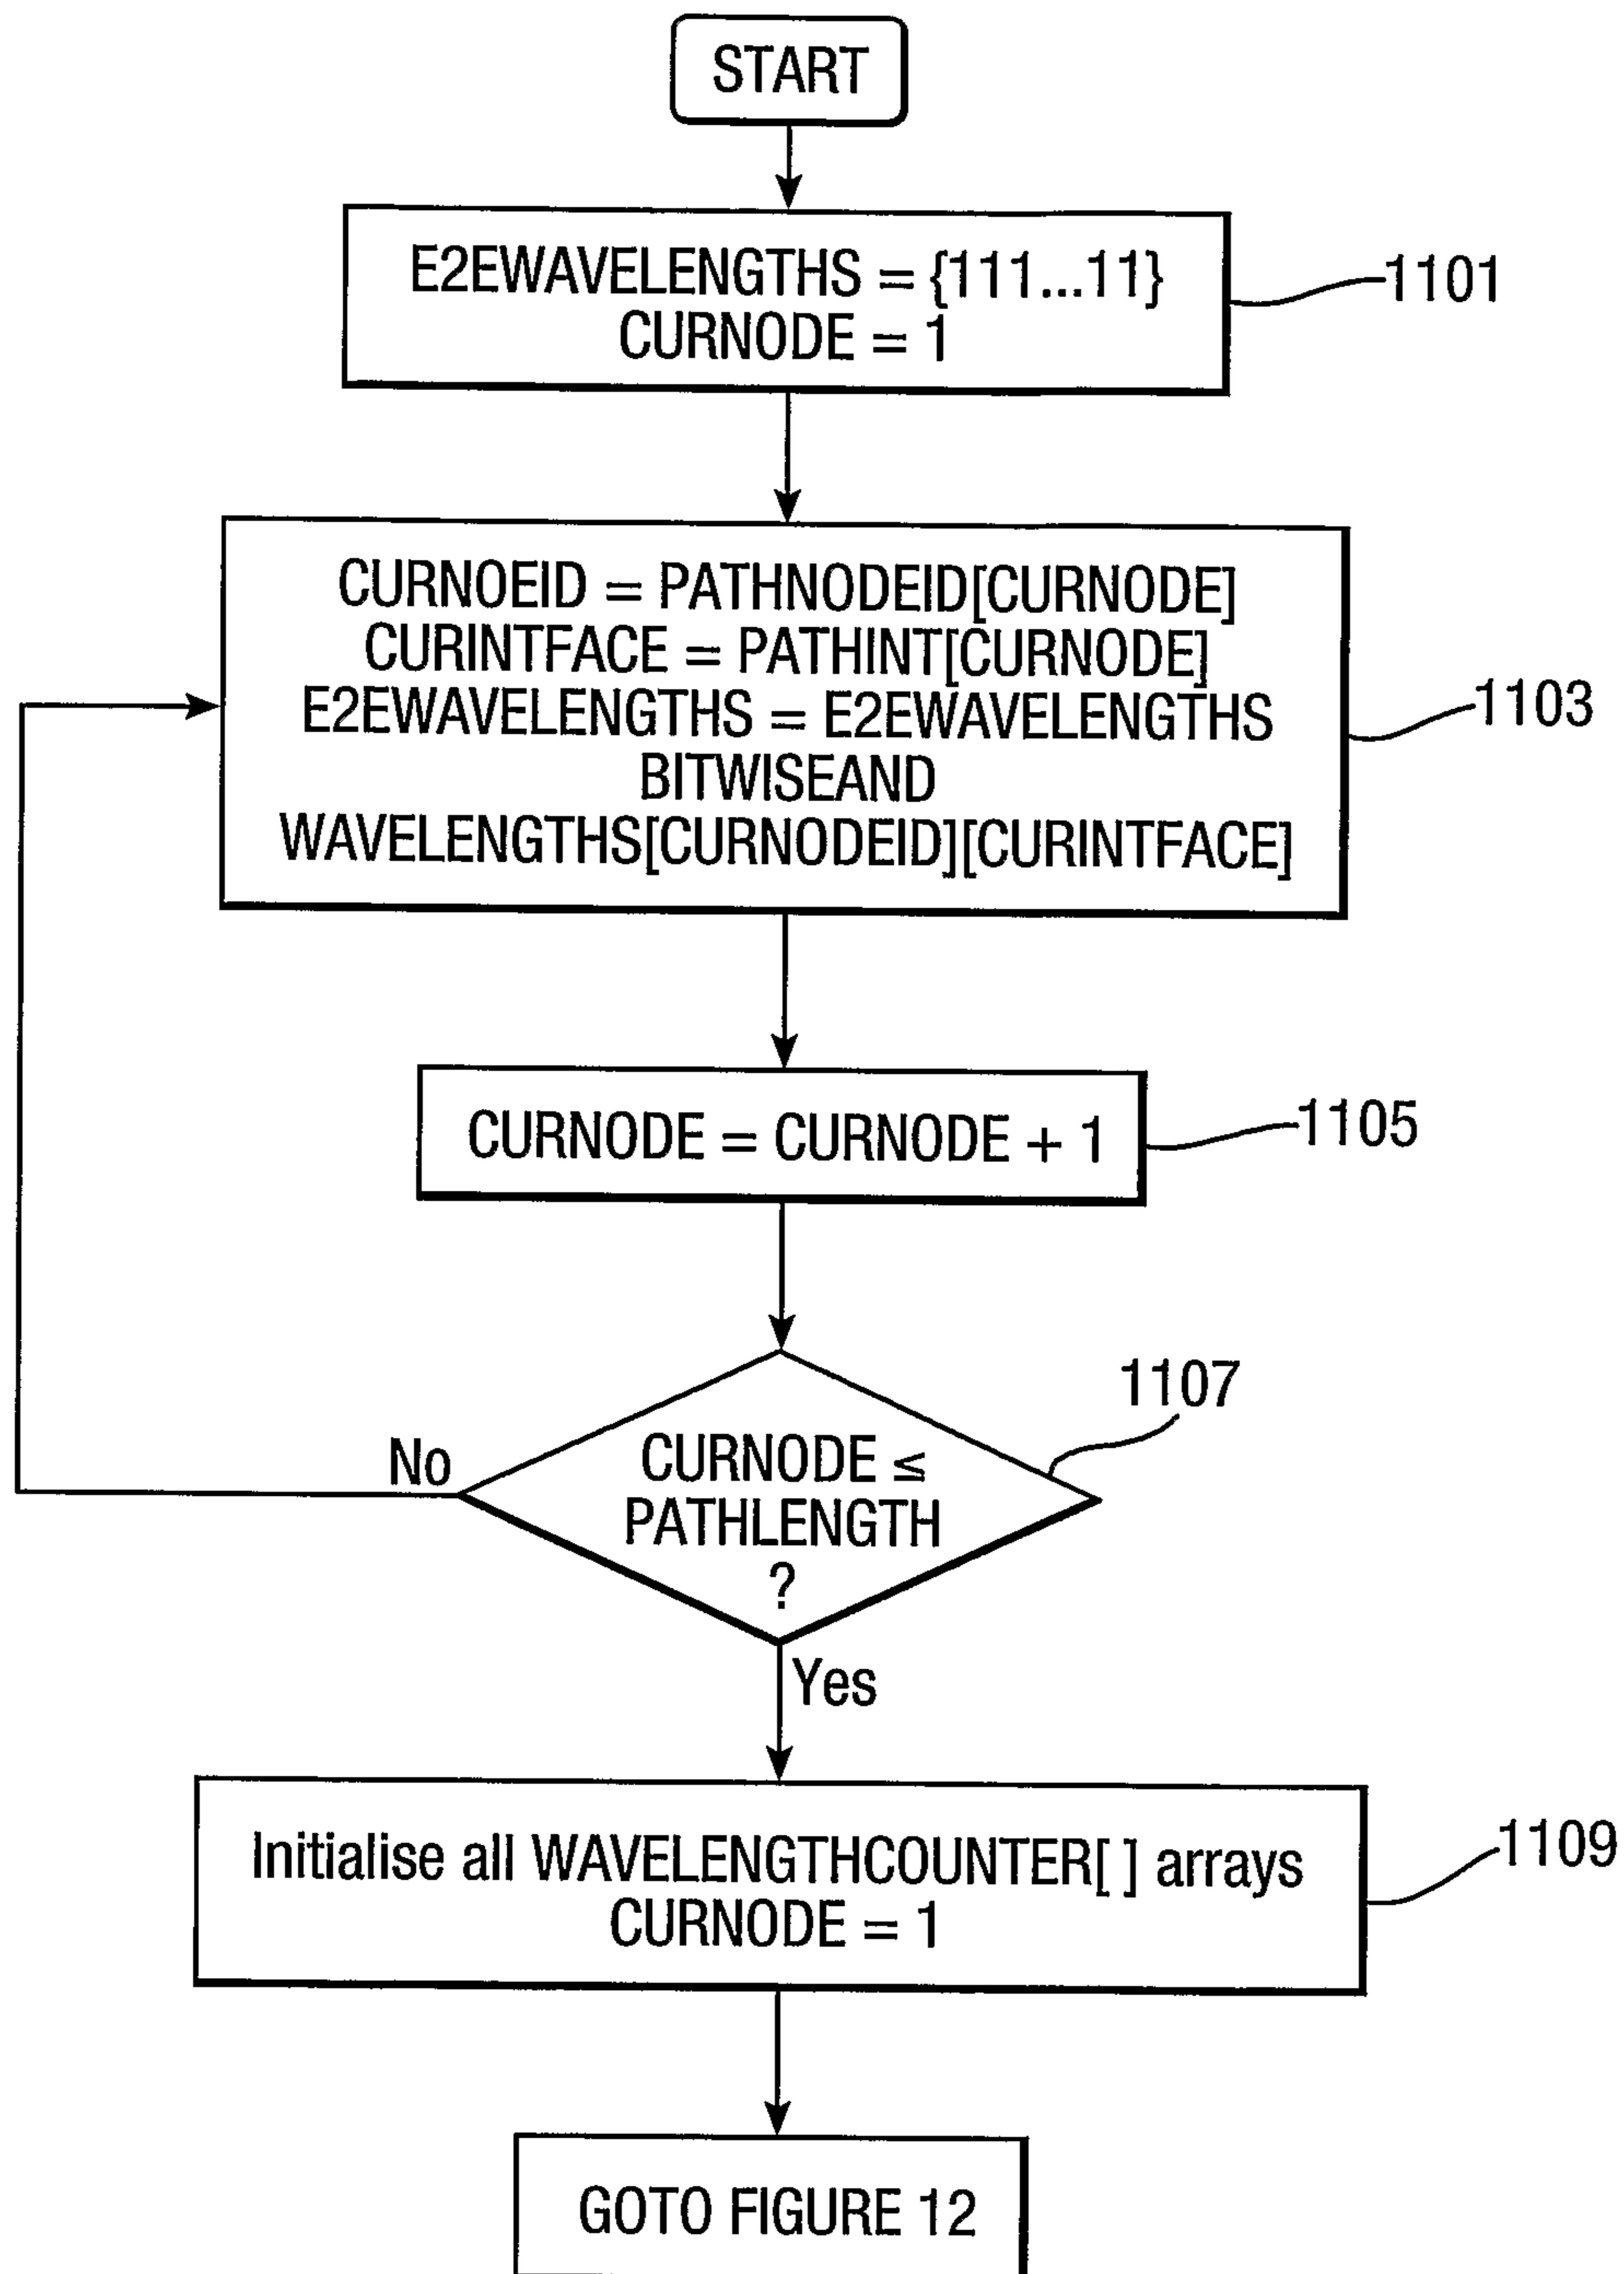 START
E2EWAVELENGTHS = {111...11}
CURNODE = 1
1101
CURNOEID = PATHNODEID[CURNODE]
CURINTFACE = PATHINT[CURNODE]
E2EWAVELENGTHS = E2EWAVELENGTHS
BITWISEAND
WAVELENGTHS[CURNODEID][CURINTFACE]
1103
CURNODE = CURNODE + 1
1105
1107
CURNODE ≤
PATHLENGTH
?
No
Yes
Initialise all WAVELENGTHCOUNTER[ ] arrays
CURNODE = 1
1109
GOTO FIGURE 12